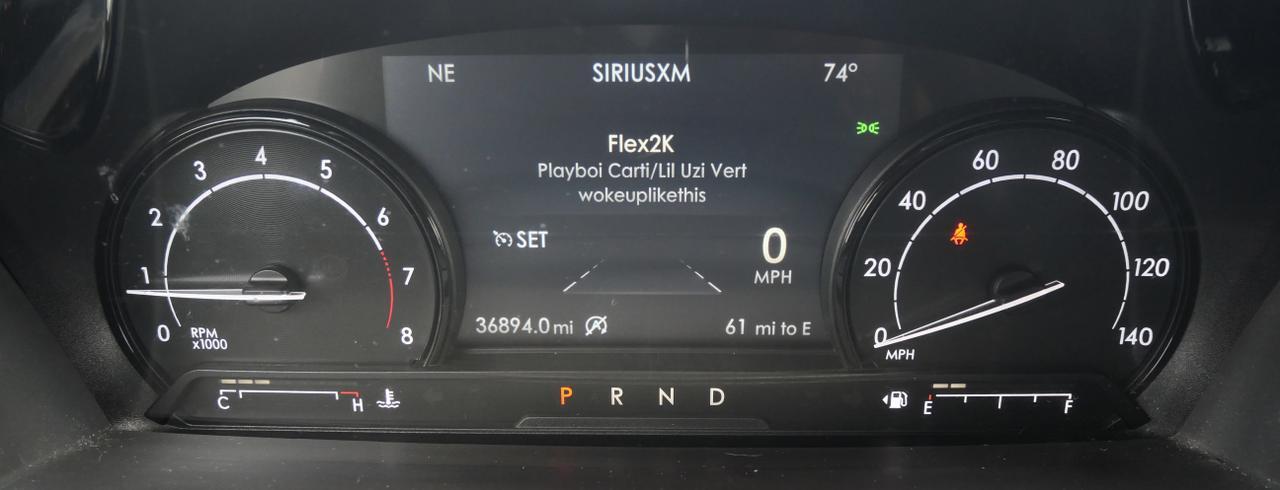 NE SIRIUSXM 74°
Flex2K
Playboi Carti/Lil Uzi Vert
wokeuplikethis
SET
0
MPH
36894.0 mi
61 mi to E
0 1 2 3 4 5 6 7 8
RPM
x1000
0 20 40 60 80 100 120 140
MPH
C H
P R N D
E F